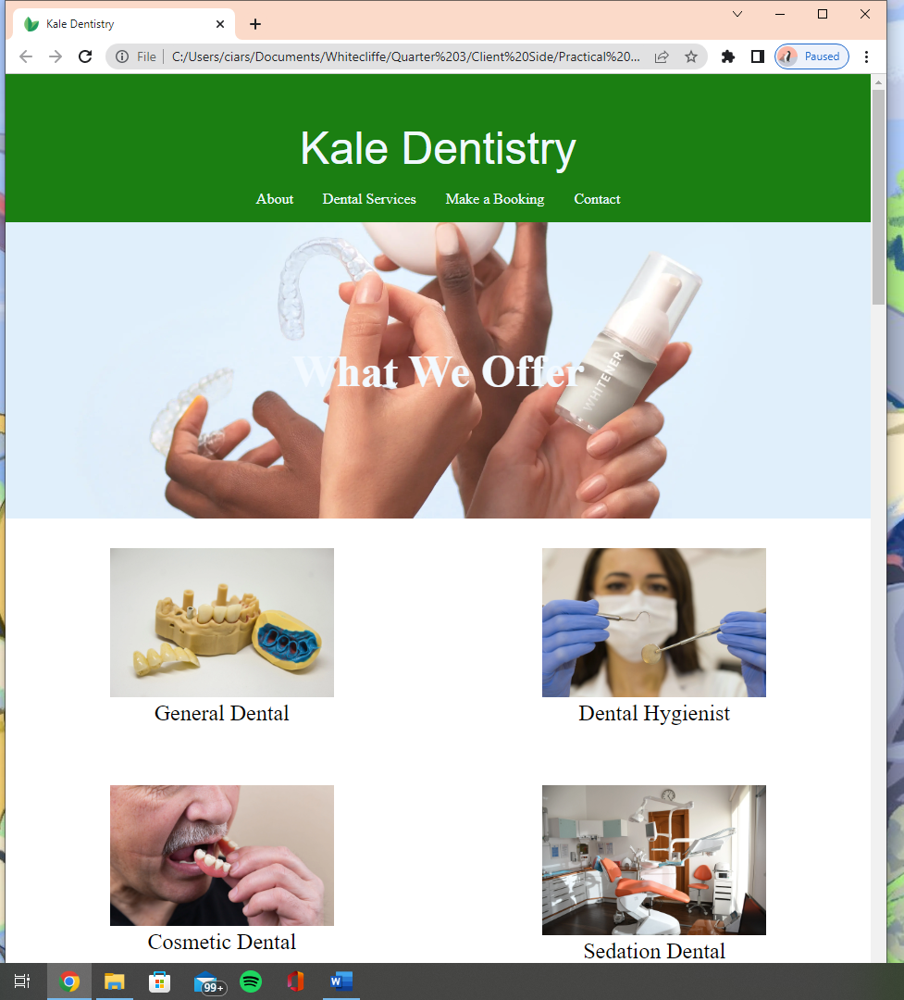 Kale Dentistry
File
C:/Users/ciars/Documents/Whitecliffe/Quarter%203/Client%20Side/Practical%20...
Paused
Kale Dentistry
About Dental Services Make a Booking Contact
What We Offer
WHITENER
General Dental Dental Hygienist
Cosmetic Dental
Sedation Dental
99+
W